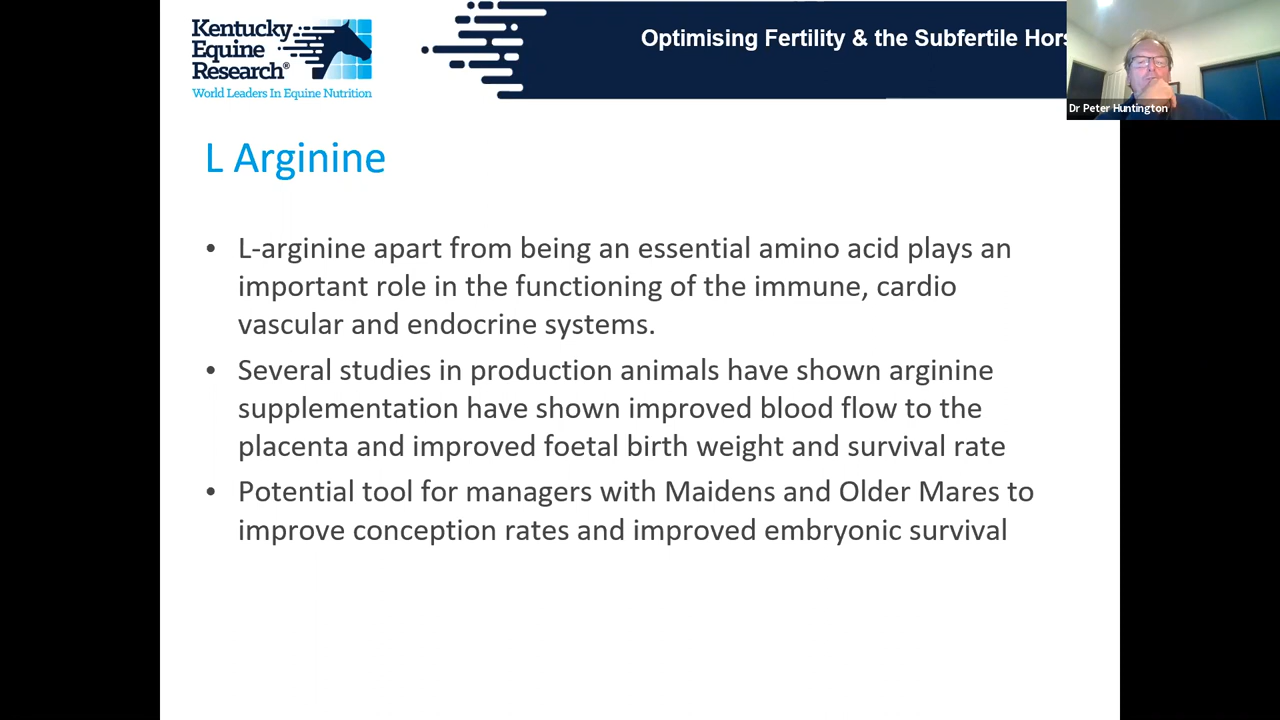 Kentucky
Equine
Research®
World Leaders In Equine Nutrition
Optimising Fertility & the Subfertile Hors
Dr Peter Huntington
L Arginine
• L-arginine apart from being an essential amino acid plays an
important role in the functioning of the immune, cardio
vascular and endocrine systems.
• Several studies in production animals have shown arginine
supplementation have shown improved blood flow to the
placenta and improved foetal birth weight and survival rate
• Potential tool for managers with Maidens and Older Mares to
improve conception rates and improved embryonic survival